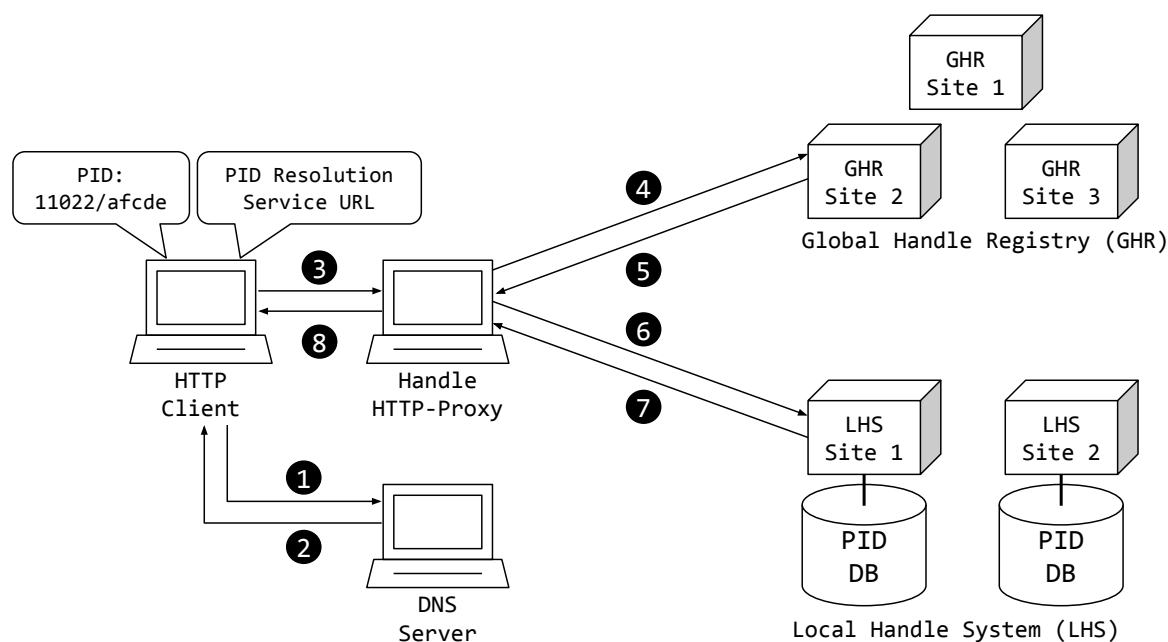 GHR
Site 1
PID:
11022/afcde
PID Resolution
Service URL
GHR
Site 2
GHR
Site 3
Global Handle Registry (GHR)
4
5
3
8
6
7
HTTP
Client
Handle
HTTP-Proxy
LHS
Site 1
LHS
Site 2
1
2
PID
DB
PID
DB
DNS
Server
Local Handle System (LHS)